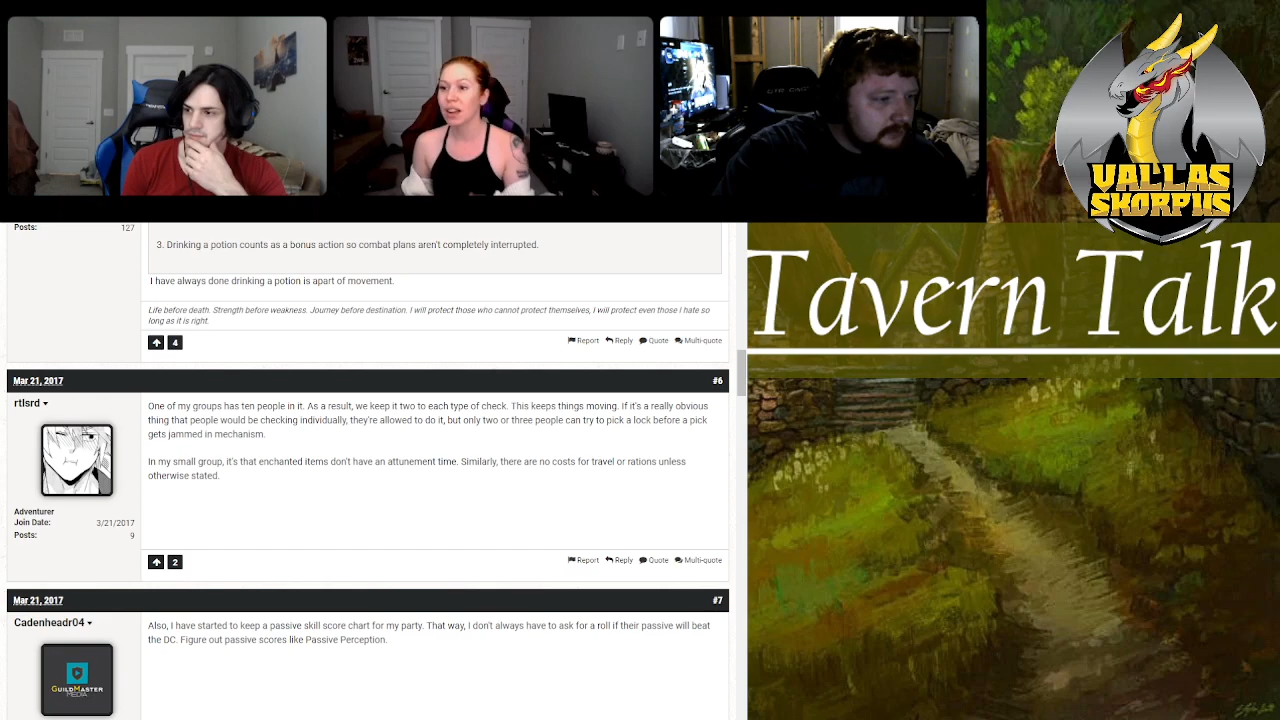 VALLAS
SKORPUS
Tavern Talk
Posts: 127
3. Drinking a potion counts as a bonus action so combat plans aren't completely interrupted.
I have always done drinking a potion is apart of movement.
Life before death. Strength before weakness. Journey before destination. I will protect those who cannot protect themselves, I will protect even those I hate so
long as it is right.
4
Report Reply Quote Multi-quote
Mar 21, 2017 #6
rtlsrd
One of my groups has ten people in it. As a result, we keep it two to each type of check. This keeps things moving. If it's a really obvious
thing that people would be checking individually, they're allowed to do it, but only two or three people can try to pick a lock before a pick
gets jammed in mechanism.
In my small group, it's that enchanted items don't have an attunement time. Similarly, there are no costs for travel or rations unless
otherwise stated.
Adventurer
Join Date: 3/21/2017
Posts: 9
2
Report Reply Quote Multi-quote
Mar 21, 2017 #7
Cadenheadr04
Also, I have started to keep a passive skill score chart for my party. That way, I don't always have to ask for a roll if their passive will beat
the DC. Figure out passive scores like Passive Perception.
GUILDMASTER
MEDIA